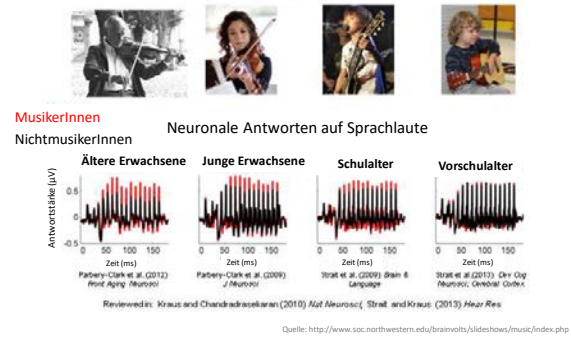 MusikerInnen
NichtmusikerInnen
Neuronale Antworten auf Sprachlaute
Ältere Erwachsene
Junge Erwachsene
Schulalter
Vorschulalter
Antwortstärke (µV)
0.5
0
-0.5
0 50 100 150
0 50 100 150
0 50 100 150
0 50 100 150
Zeit (ms)
Zeit (ms)
Zeit (ms)
Zeit (ms)
Parbery-Clark et al. (2012)
Front Aging Neurosci
Parbery-Clark et al. (2009)
J Neurosci
Strait et al. (2009) Brain &
Language
Strait et al. (2013) Dev Cog
Neurosci; Cerebral Cortex
Reviewed in: Kraus and Chandradrasekaran (2010) Nat Neurosci; Strait and Kraus (2013) Hear Res
Quelle: http://www.soc.northwestern.edu/brainvolts/slideshows/music/index.php